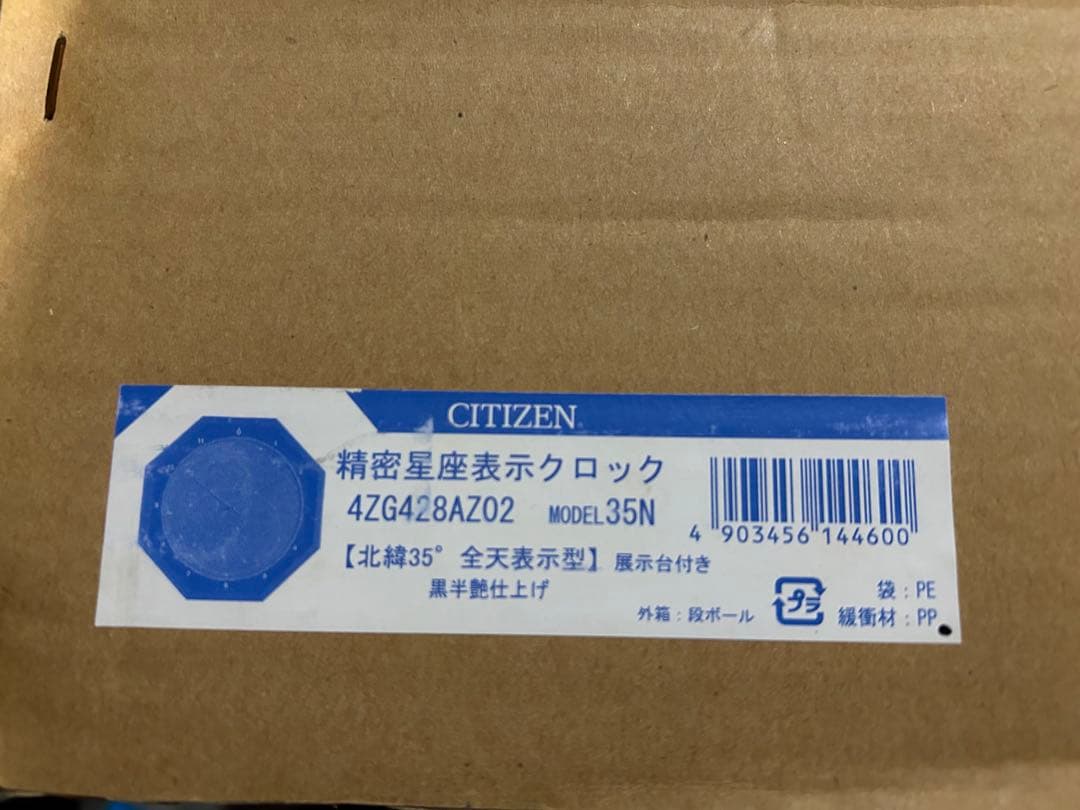 CITIZEN
精密星座表示クロック
4ZG428AZ02 MODEL35N
4 903456 144600
【北緯35° 全天表示型】 展示台付き
黒半艶仕上げ
外箱：段ボール
プラ
袋：PE
緩衝材：PP